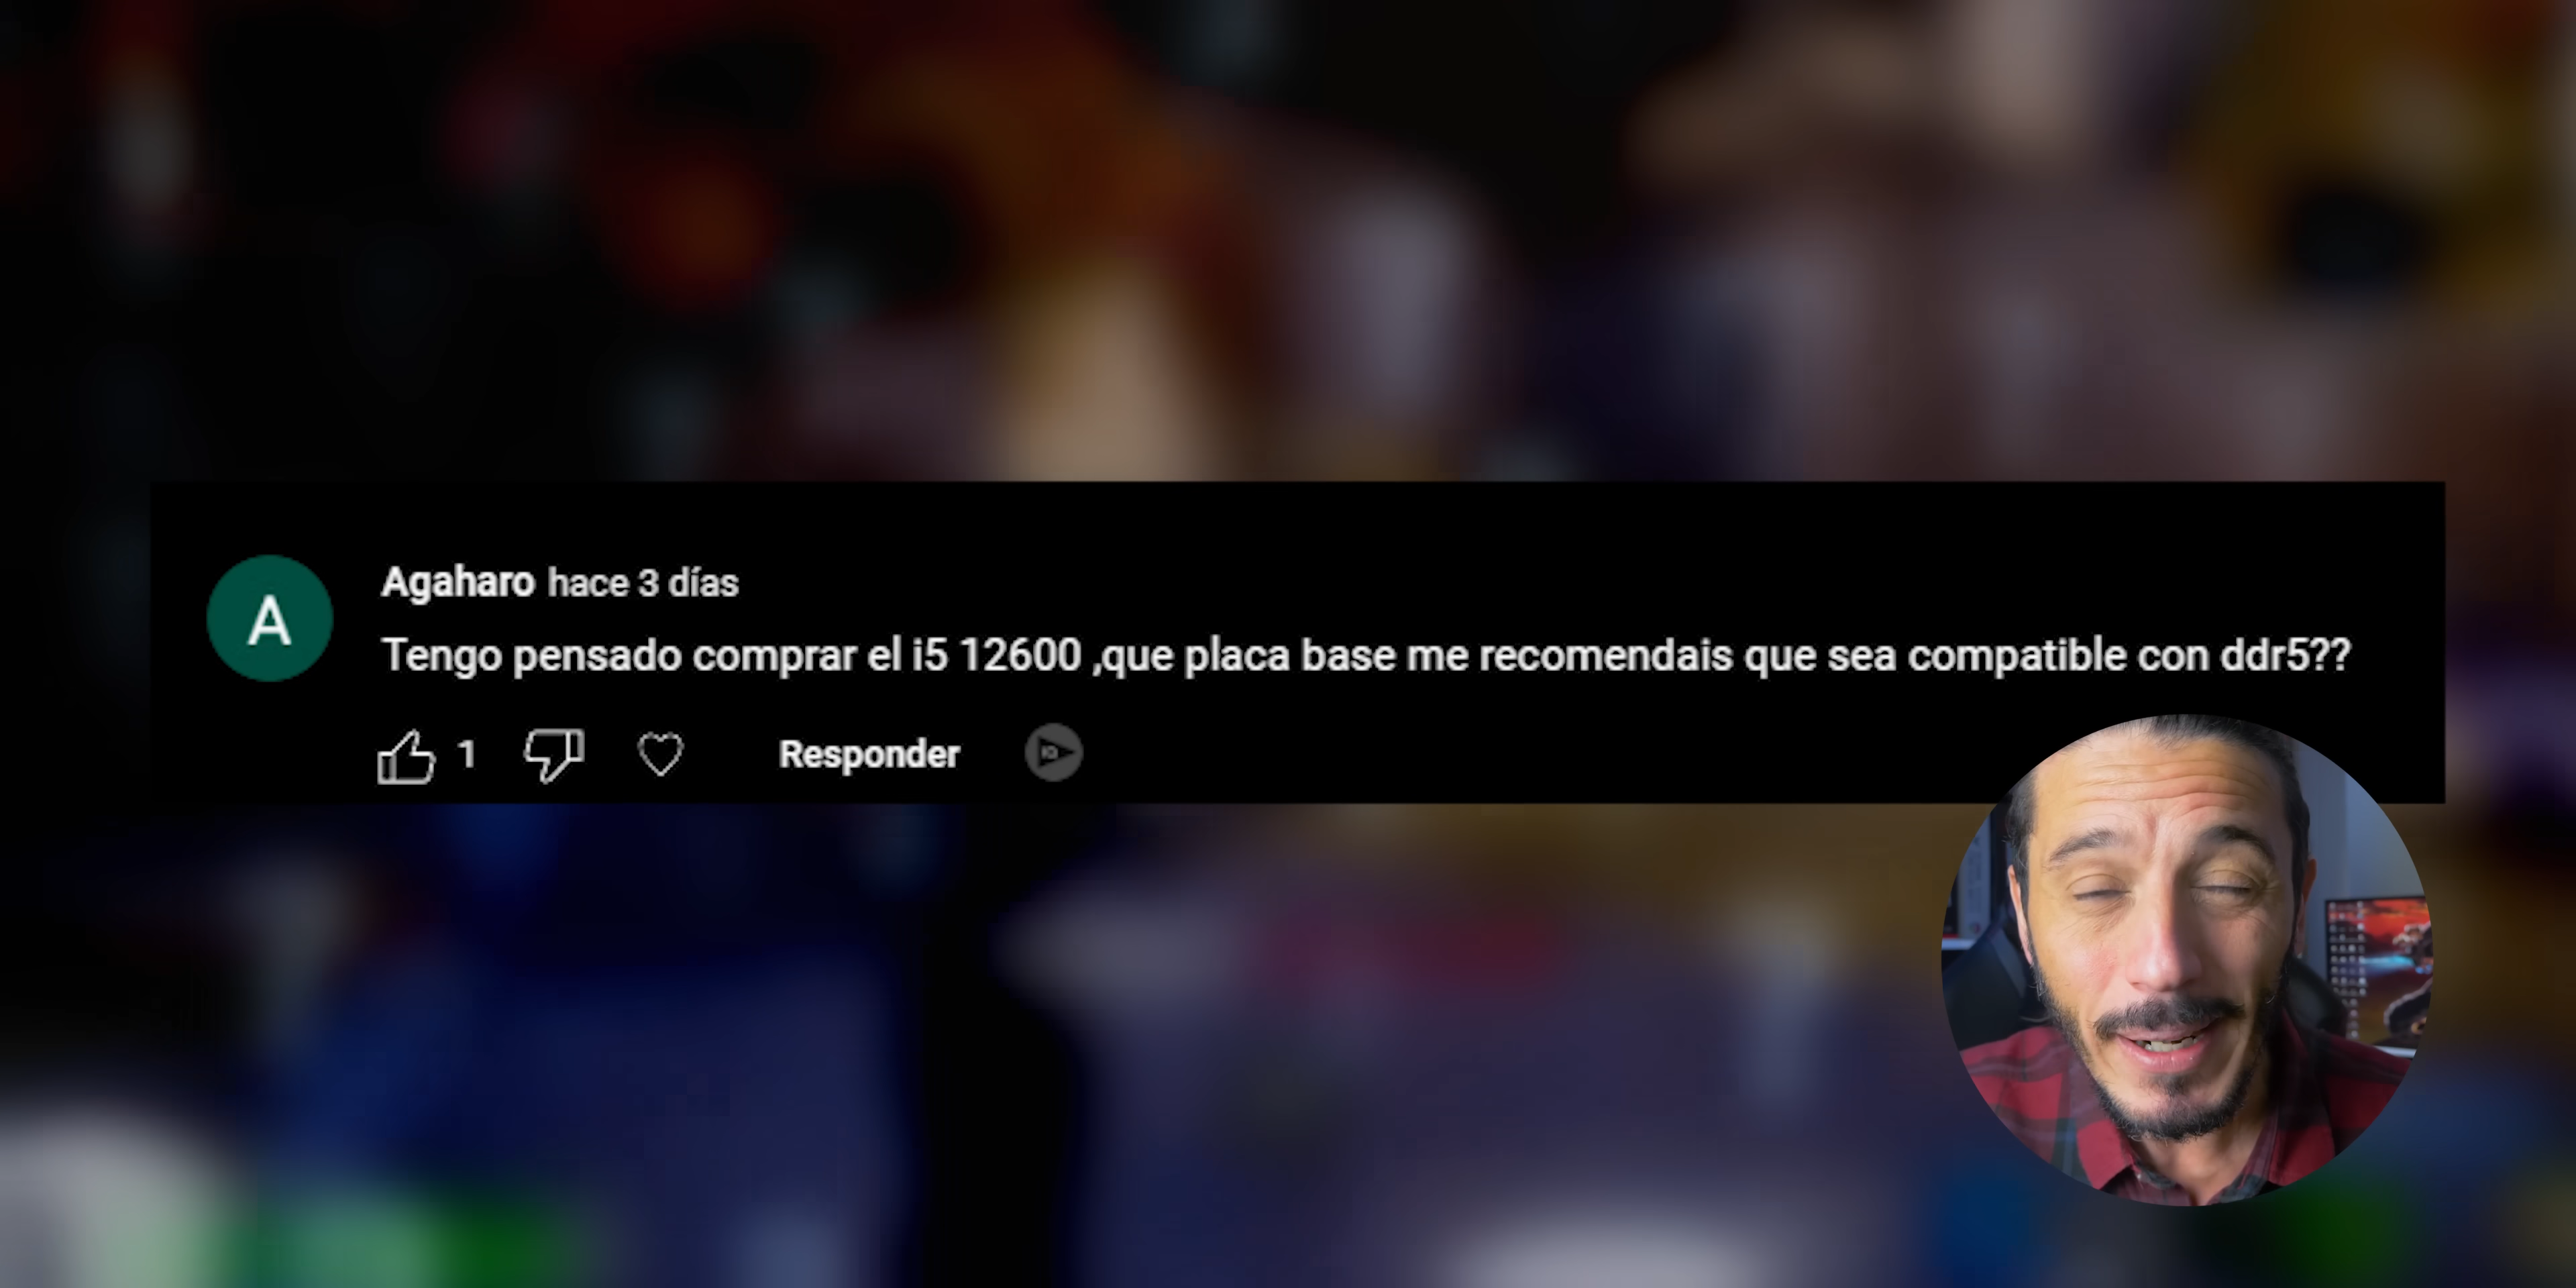 A
Agaharo hace 3 días
Tengo pensado comprar el i5 12600 ,que placa base me recomendais que sea compatible con ddr5??
1
Responder